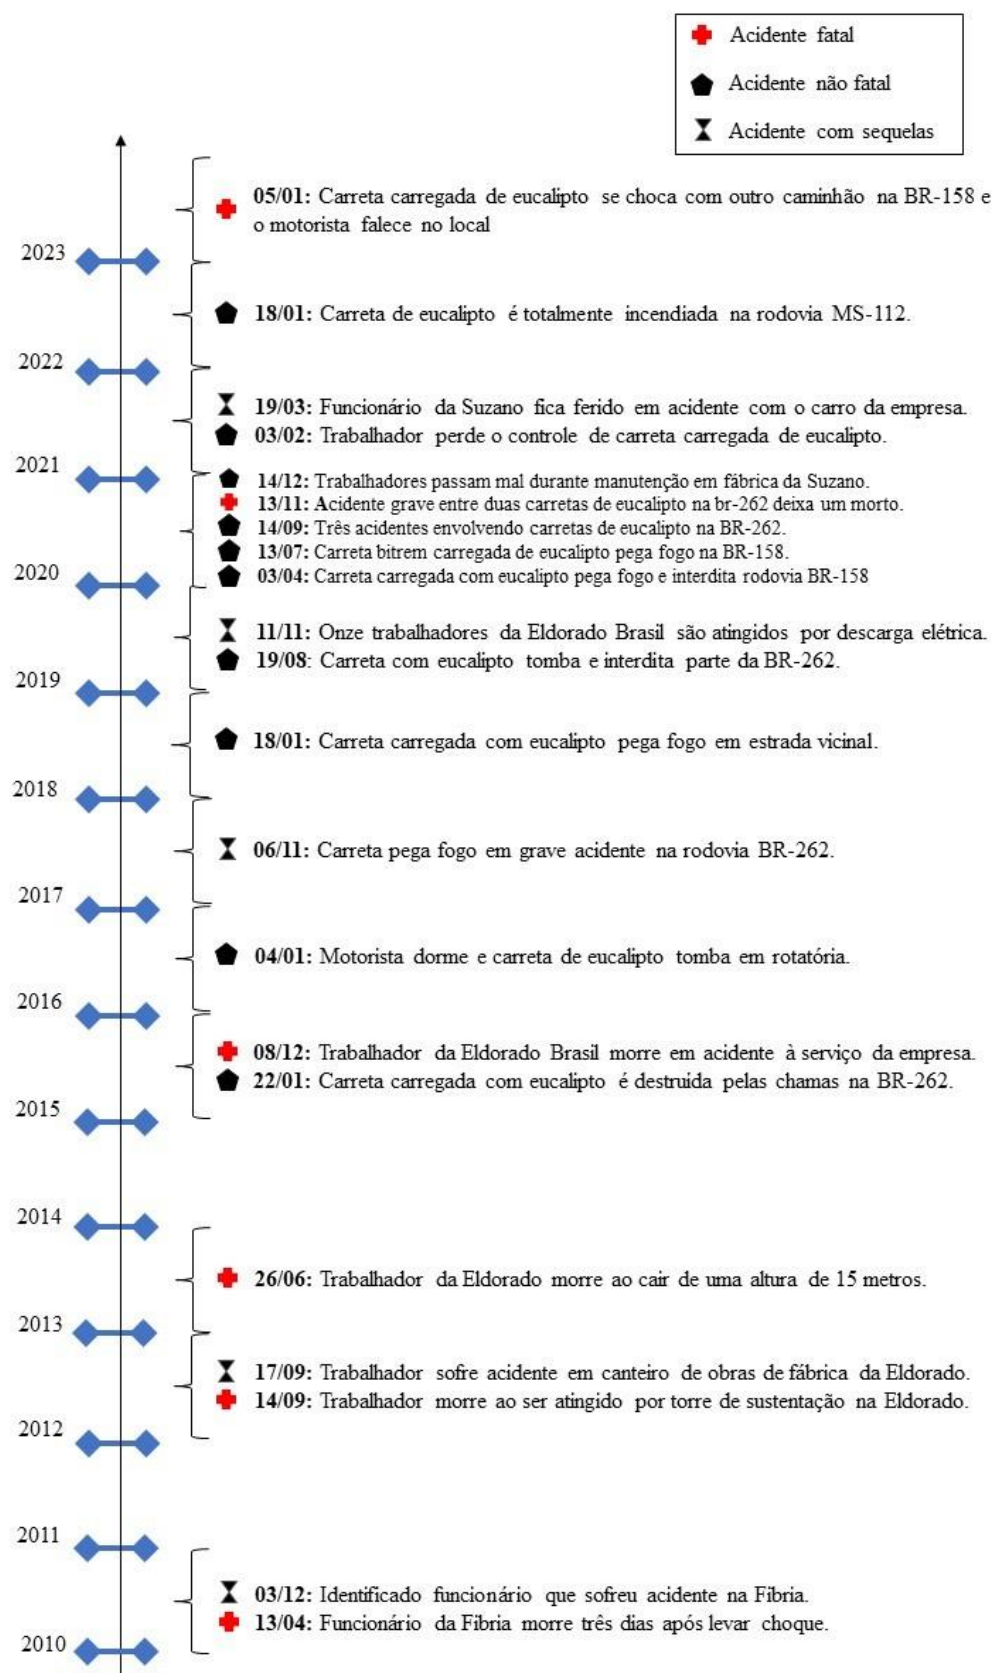 Acidente fatal
Acidente não fatal
Acidente com sequelas
05/01: Carreta carregada de eucalipto se choca com outro caminhão na BR-158 e
o motorista falece no local
2023
18/01: Carreta de eucalipto é totalmente incendiada na rodovia MS-112.
2022
19/03: Funcionário da Suzano fica ferido em acidente com o carro da empresa.
03/02: Trabalhador perde o controle de carreta carregada de eucalipto.
2021
14/12: Trabalhadores passam mal durante manutenção em fábrica da Suzano.
13/11: Acidente grave entre duas carretas de eucalipto na br-262 deixa um morto.
14/09: Três acidentes envolvendo carretas de eucalipto na BR-262.
13/07: Carreta bitrem carregada de eucalipto pega fogo na BR-158.
2020
03/04: Carreta carregada com eucalipto pega fogo e interdita rodovia BR-158
11/11: Onze trabalhadores da Eldorado Brasil são atingidos por descarga elétrica.
19/08: Carreta com eucalipto tomba e interdita parte da BR-262.
2019
18/01: Carreta carregada com eucalipto pega fogo em estrada vicinal.
2018
06/11: Carreta pega fogo em grave acidente na rodovia BR-262.
2017
04/01: Motorista dorme e carreta de eucalipto tomba em rotatória.
2016
08/12: Trabalhador da Eldorado Brasil morre em acidente à serviço da empresa.
22/01: Carreta carregada com eucalipto é destruida pelas chamas na BR-262.
2015
2014
26/06: Trabalhador da Eldorado morre ao cair de uma altura de 15 metros.
2013
17/09: Trabalhador sofre acidente em canteiro de obras de fábrica da Eldorado.
14/09: Trabalhador morre ao ser atingido por torre de sustentação na Eldorado.
2012
2011
03/12: Identificado funcionário que sofreu acidente na Fibria.
13/04: Funcionário da Fibria morre três dias após levar choque.
2010